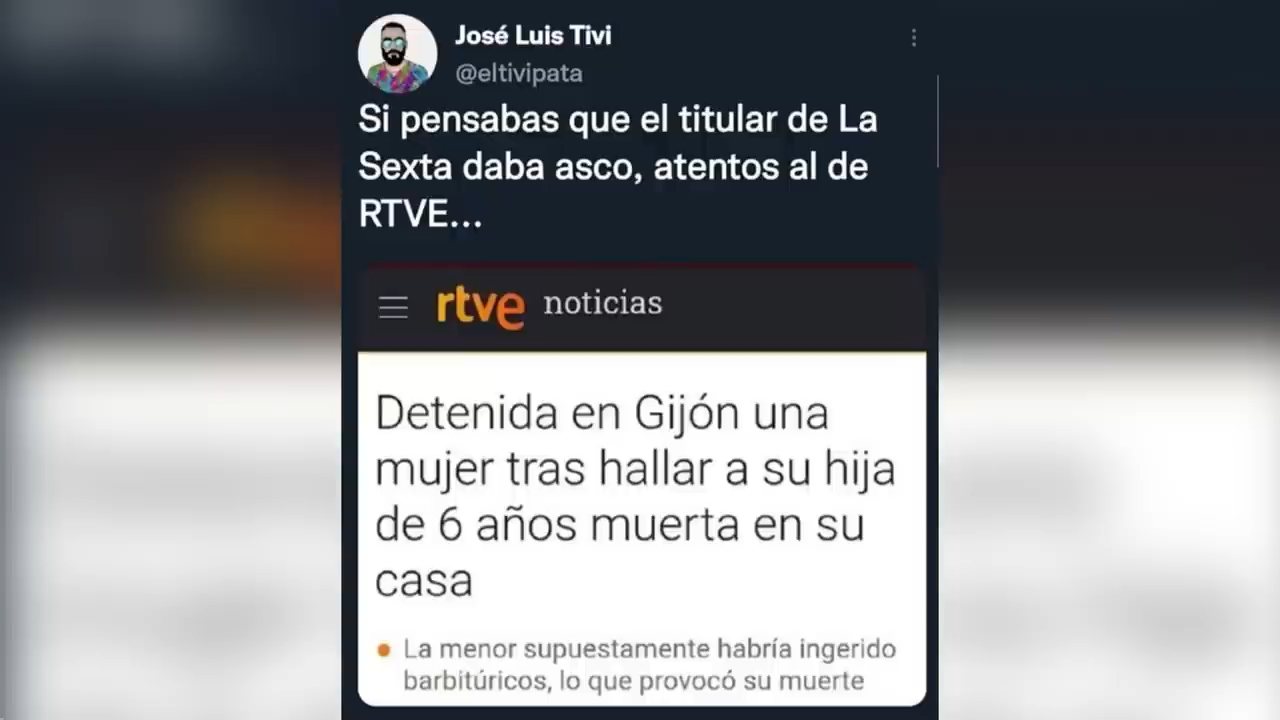 José Luis Tivi
@eltivipata
Si pensabas que el titular de La
Sexta daba asco, atentos al de
RTVE...
rtve noticias
Detenida en Gijón una
mujer tras hallar a su hija
de 6 años muerta en su
casa
La menor supuestamente habría ingerido
barbitúricos, lo que provocó su muerte